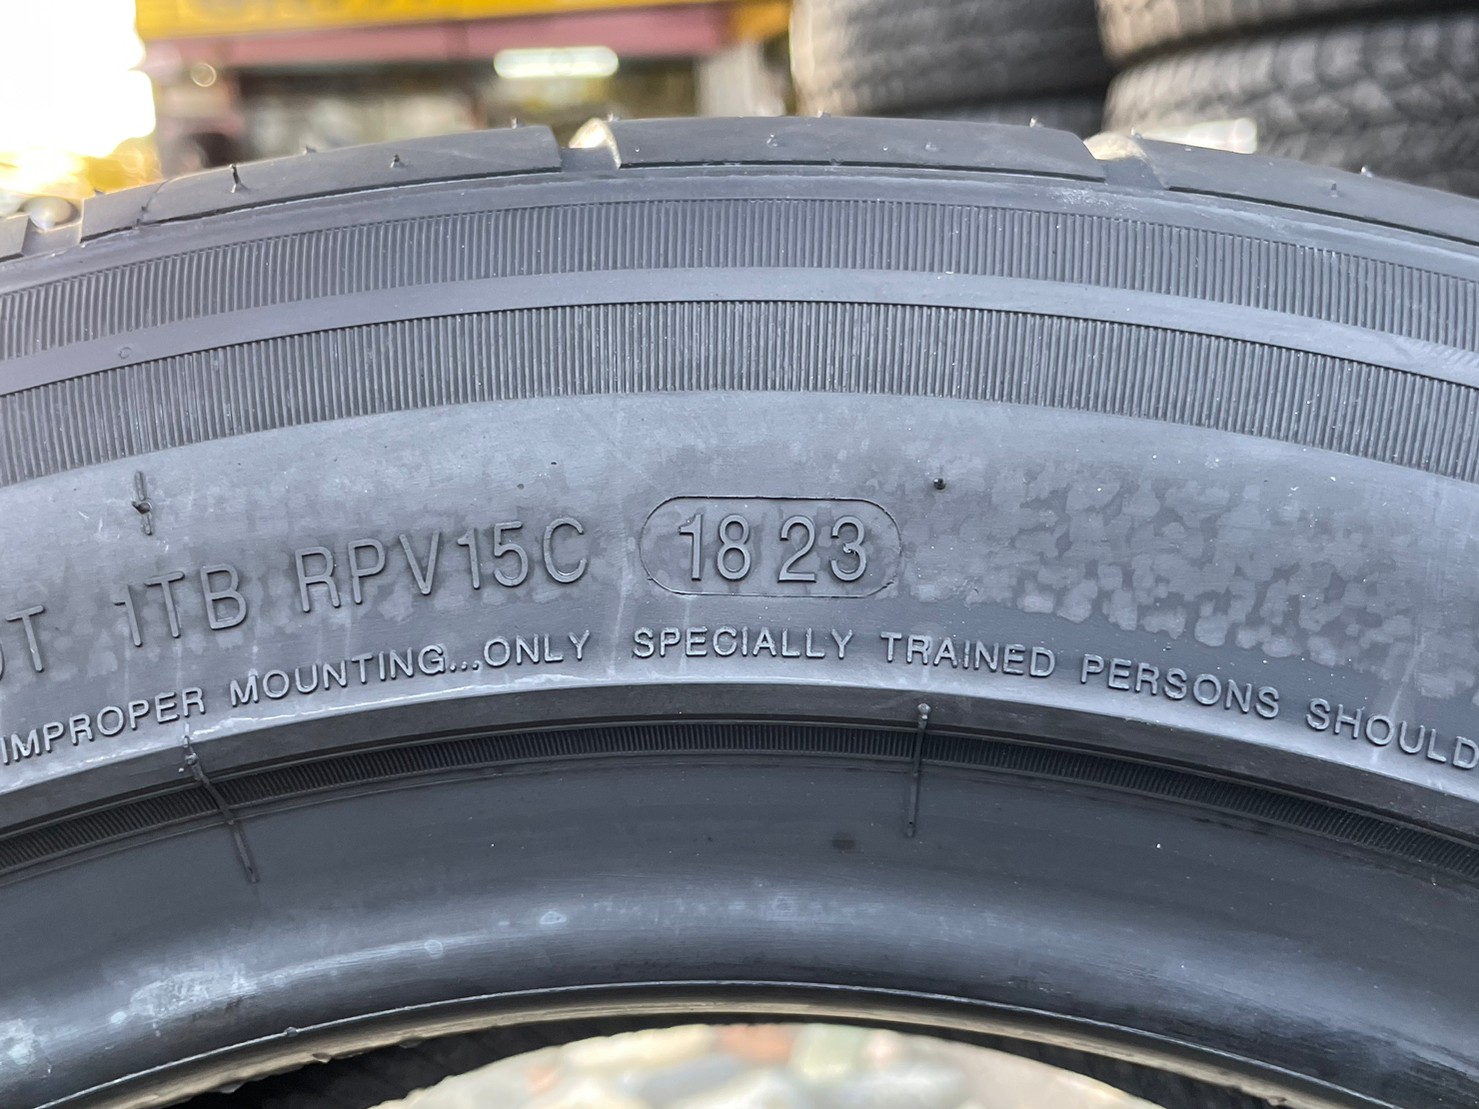 1TB RPV15C 1823
IMPROPER MOUNTING...ONLY SPECIALLY TRAINED PERSONS SHOULD